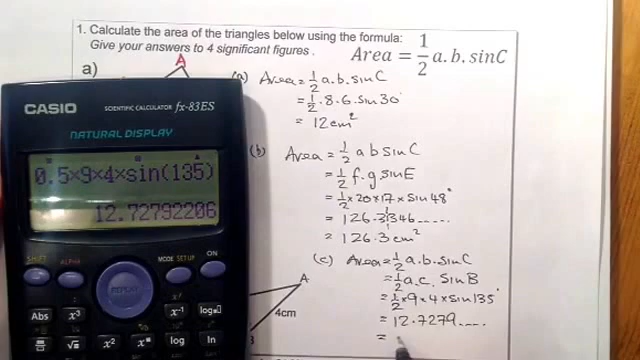 1. Calculate the area of the triangles below using the formula:
Give your answers to 4 significant figures .
Area = 1/2 a.b.sinC
a)
A
(a) Area = 1/2 a.b.sinC
= 1/2 . 8 . 6 . sin 30°
= 12cm²
CASIO
SCIENTIFIC CALCULATOR fx-83ES
NATURAL DISPLAY
0.5×9×4×sin(135)
12.72792206
SHIFT
ALPHA
MODE SETUP
ON
REPLAY
Abs
x³
x⁻¹
log
√
x²
(b) Area = 1/2 a b sinC
= 1/2 f.g sinE
= 1/2 × 20 × 17 × sin 48°
= 126.3346.....
= 126.3 cm²
(c) Area = 1/2 a.b.sinC
= 1/2 a.c. sinB
= 1/2 × 9 × 4 × sin 135°
= 12.7279....
=
A
4cm